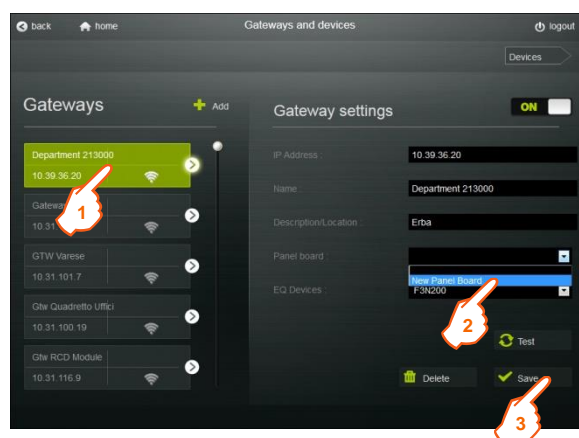 back home Gateways and devices logout
Devices
Gateways Add
Gateway settings ON
Department 213000
10.39.36.20
10.31
GTW Varese
10.31.101.7
Gtw Quadretto Uffici
10.31.100.19
Gtw RCD Module
10.31.116.9
IP Address : 10.39.36.20
Name : Department 213000
Description/Location : Erba
Panel board :
New Panel Board
EQ Devices : F3N200
Test
Delete Save
1
2
3